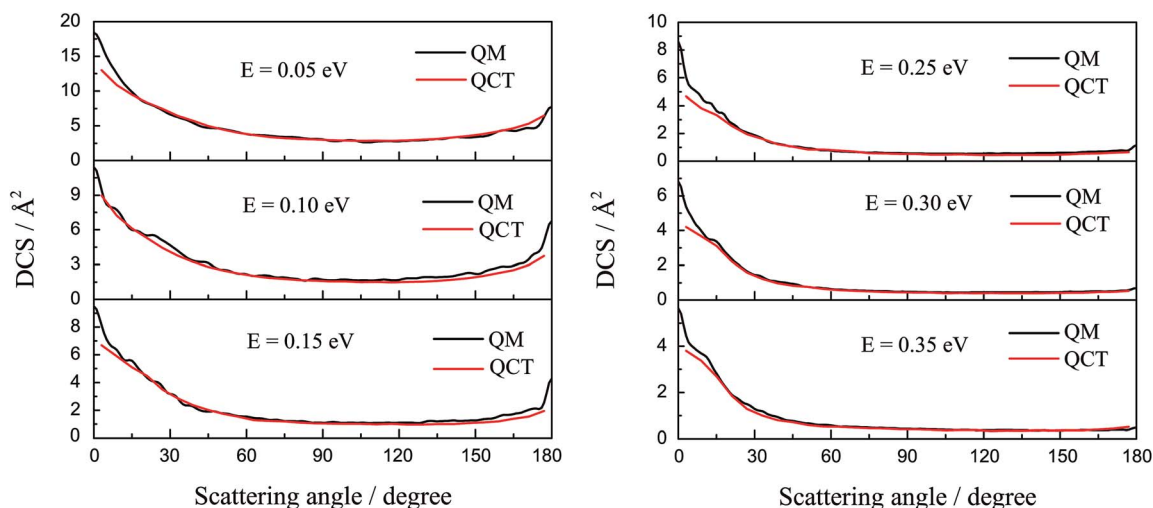 20
15
10
5
0
E = 0.05 eV
QM
QCT
9
6
3
0
E = 0.10 eV
QM
QCT
8
6
4
2
0
E = 0.15 eV
QM
QCT
0 30 60 90 120 150 180
DCS / Å²
Scattering angle / degree
10
8
6
4
2
0
E = 0.25 eV
QM
QCT
6
4
2
0
E = 0.30 eV
QM
QCT
4
2
0
E = 0.35 eV
QM
QCT
0 30 60 90 120 150 180
DCS / Å²
Scattering angle / degree